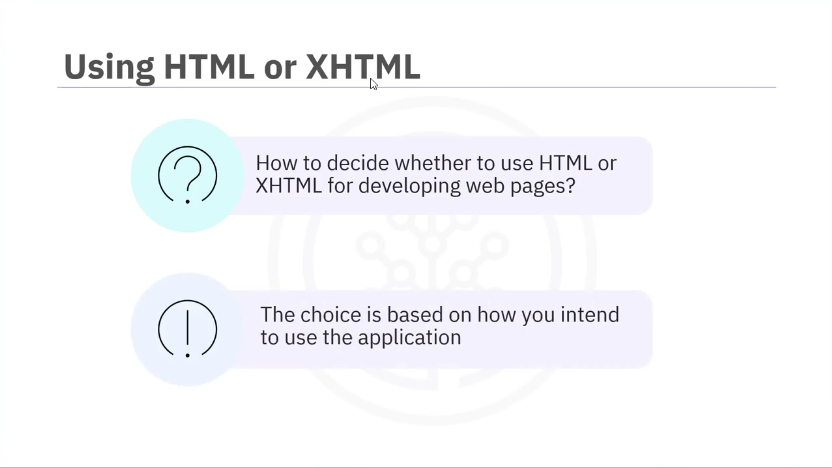 Using HTML or XHTML
How to decide whether to use HTML or
XHTML for developing web pages?
The choice is based on how you intend
to use the application